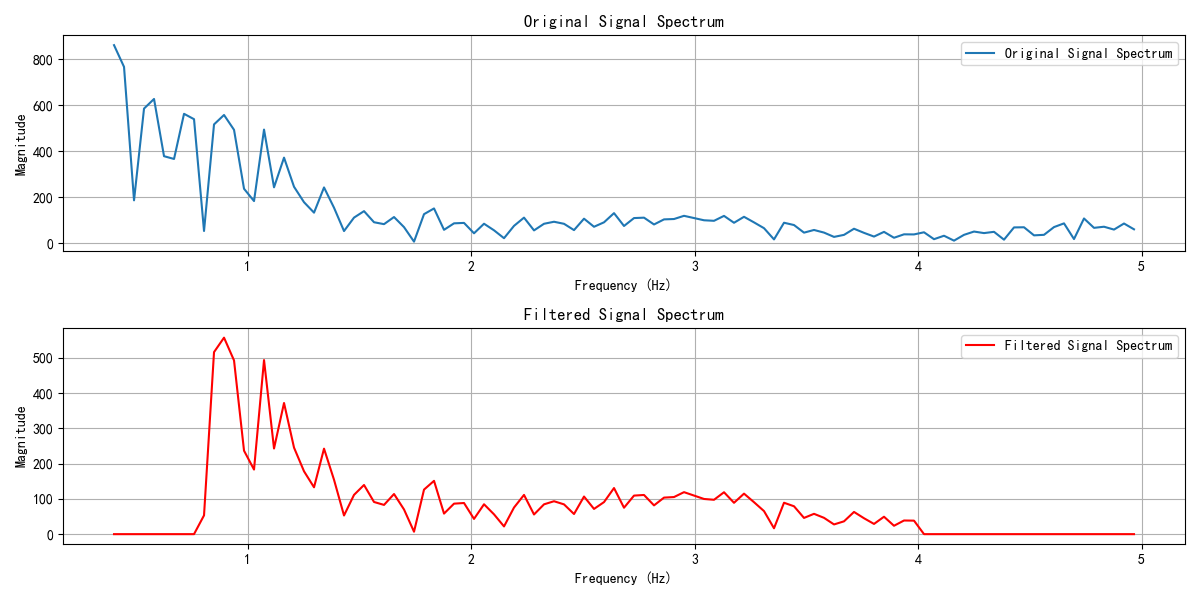 Original Signal Spectrum
Original Signal Spectrum
Magnitude
800
600
400
200
0
1
2
3
4
5
Frequency (Hz)
Filtered Signal Spectrum
Filtered Signal Spectrum
Magnitude
500
400
300
200
100
0
1
2
3
4
5
Frequency (Hz)